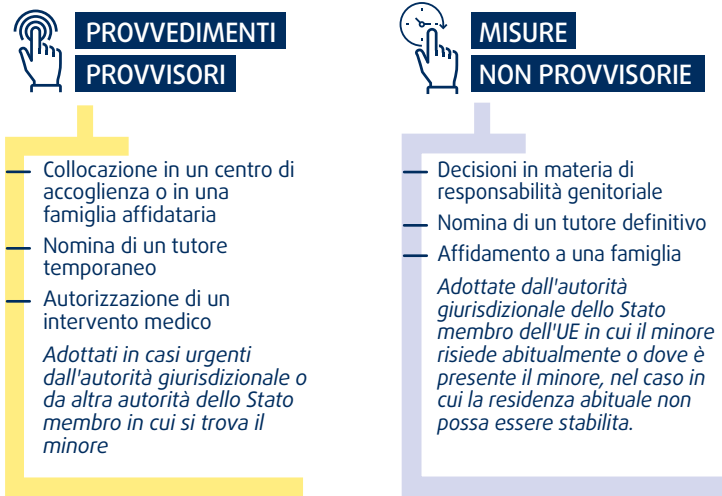 PROVVEDIMENTI
PROVVISORI
Collocazione in un centro di
accoglienza o in una
famiglia affidataria
Nomina di un tutore
temporaneo
Autorizzazione di un
intervento medico
Adottati in casi urgenti
dall'autorità giurisdizionale o
da altra autorità dello Stato
membro in cui si trova il
minore
MISURE
NON PROVVISORIE
Decisioni in materia di
responsabilità genitoriale
Nomina di un tutore definitivo
Affidamento a una famiglia
Adottate dall'autorità
giurisdizionale dello Stato
membro dell'UE in cui il minore
risiede abitualmente o dove è
presente il minore, nel caso in
cui la residenza abituale non
possa essere stabilita.